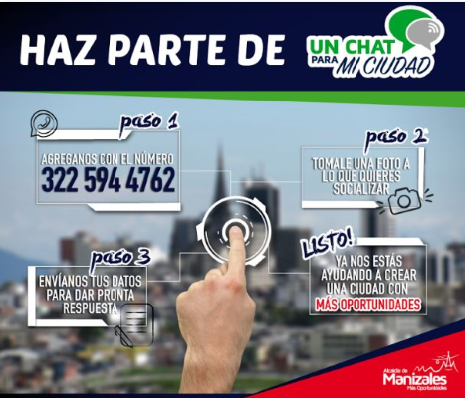 HAZ PARTE DE
UN CHAT
PARA
MI CIUDAD
paso 1
AGREGANOS CON EL NÚMERO
322 594 4762
paso 2
TOMALE UNA FOTO A
LO QUE QUIERES
SOCIALIZAR
paso 3
ENVÍANOS TUS DATOS
PARA DAR PRONTA
RESPUESTA
LISTO!
YA NOS ESTÁS
AYUDANDO A CREAR
UNA CIUDAD CON
MÁS OPORTUNIDADES
Alcaldía de
Manizales
Más Oportunidades